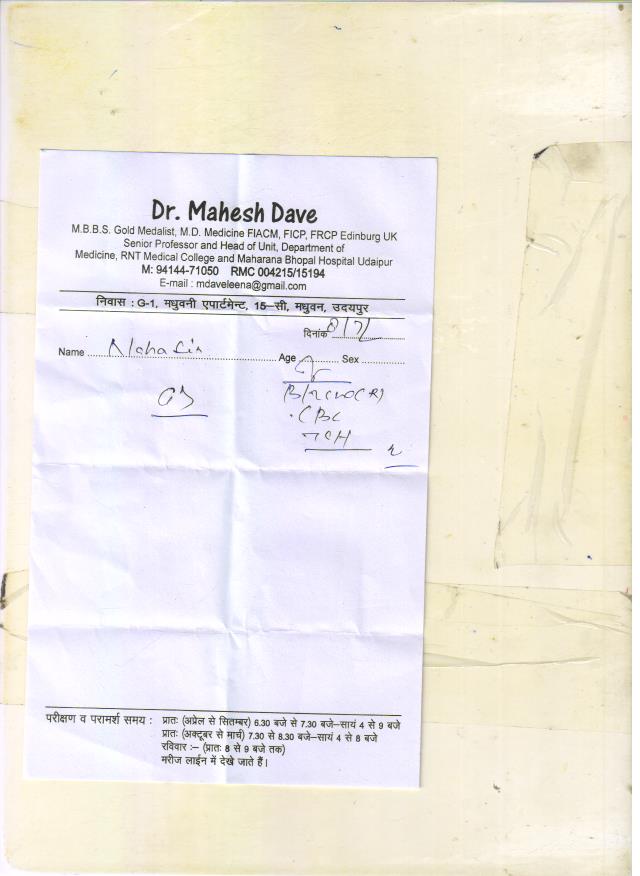 Dr. Mahesh Dave
M.B.B.S. Gold Medalist, M.D. Medicine FIACM, FICP, FRCP Edinburg UK
Senior Professor and Head of Unit, Department of
Medicine, RNT Medical College and Maharana Bhopal Hospital Udaipur
M: 94144-71050 RMC 004215/15194
E-mail : mdaveleena@gmail.com
निवास : G-1, मधुवनी एपार्टमेन्ट, 15–सी, मधुवन, उदयपुर
दिनांक
Name Age Sex
CBC
परीक्षण व परामर्श समय : प्रातः (अप्रेल से सितम्बर) 6.30 बजे से 7.30 बजे–सायं 4 से 9 बजे
प्रातः (अक्टूबर से मार्च) 7.30 से 8.30 बजे–सायं 4 से 8 बजे
रविवार :– (प्रातः 8 से 9 बजे तक)
मरीज लाईन में देखे जाते हैं।